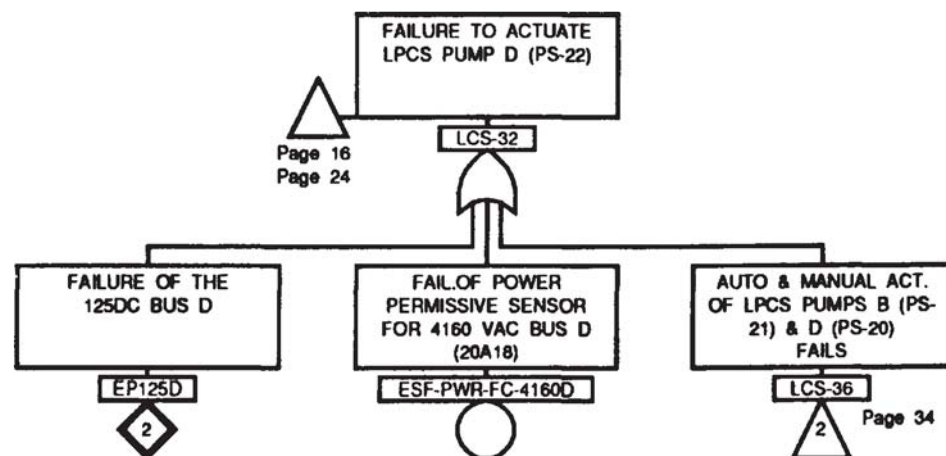 FAILURE TO ACTUATE
LPCS PUMP D (PS-22)
LCS-32
Page 16
Page 24
FAILURE OF THE
125DC BUS D
EP125D
2
FAIL.OF POWER
PERMISSIVE SENSOR
FOR 4160 VAC BUS D
(20A18)
ESF-PWR-FC-4160D
AUTO & MANUAL ACT.
OF LPCS PUMPS B (PS-
21) & D (PS-20)
FAILS
LCS-36
2
Page 34